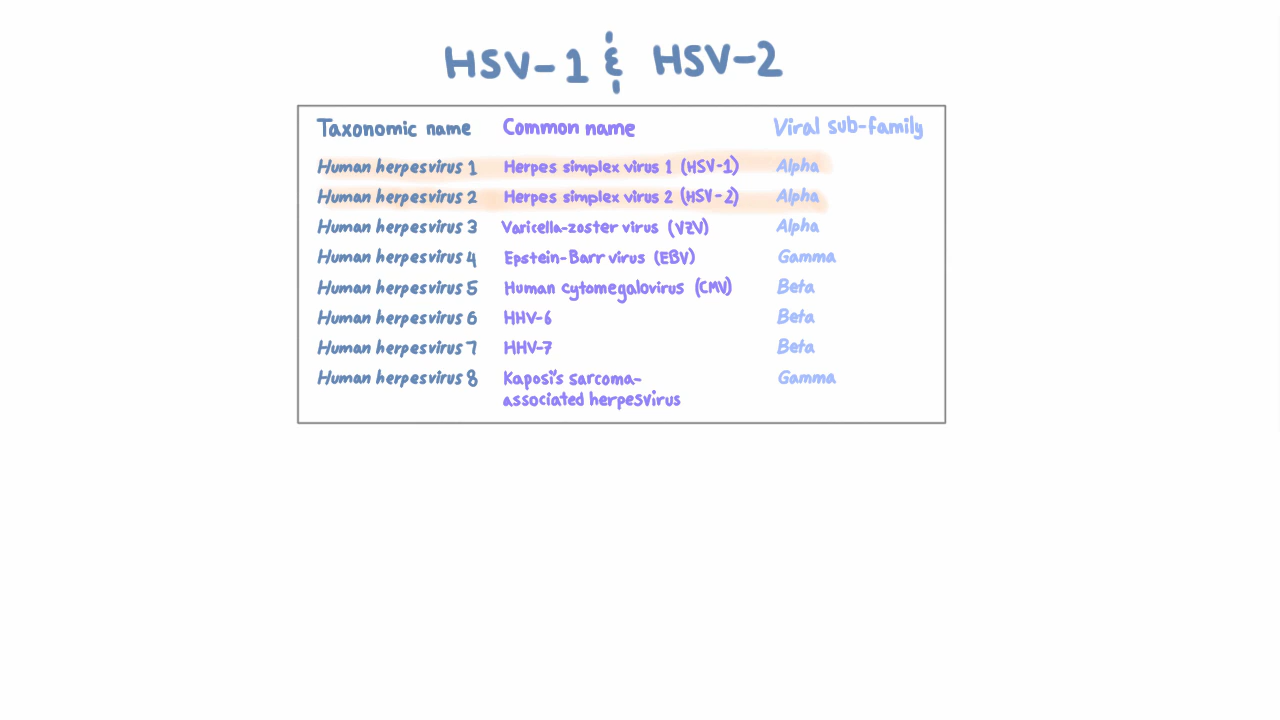 HSV-1 & HSV-2
Taxonomic name Common name Viral sub-family
Human herpesvirus 1 Herpes simplex virus 1 (HSV-1) Alpha
Human herpesvirus 2 Herpes simplex virus 2 (HSV-2) Alpha
Human herpesvirus 3 Varicella-zoster virus (VZV) Alpha
Human herpesvirus 4 Epstein-Barr virus (EBV) Gamma
Human herpesvirus 5 Human cytomegalovirus (CMV) Beta
Human herpesvirus 6 HHV-6 Beta
Human herpesvirus 7 HHV-7 Beta
Human herpesvirus 8 Kaposi's sarcoma- Gamma
associated herpesvirus